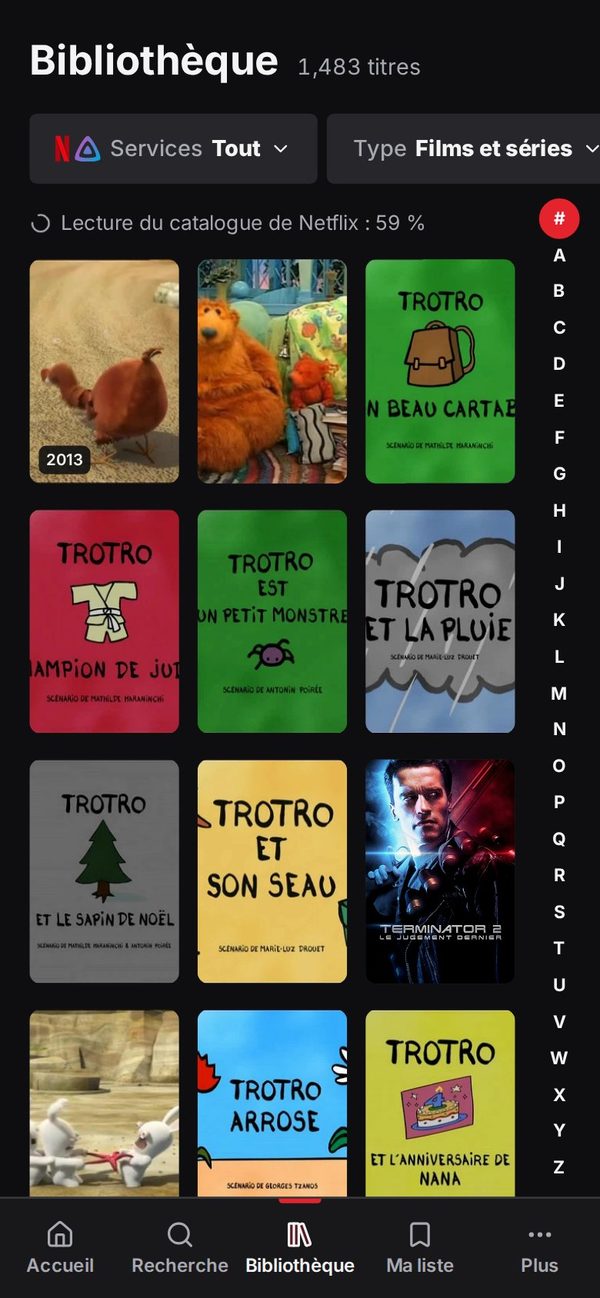 Bibliothèque 1,483 titres
Services Tout
Type Films et séries
Lecture du catalogue de Netflix : 59 %
#
A
B
C
D
E
F
G
H
I
J
K
L
M
N
O
P
Q
R
S
T
U
V
W
X
Y
Z
2013
TROTRO
N BEAU CARTAB
SCÉNARIO DE MATHILDE MARANINCHI
TROTRO
HAMPION DE JUD
SCÉNARIO DE MATHILDE MARANINCHI
TROTRO
EST
UN PETIT MONSTRE
SCÉNARIO DE ANTONIN POIRÉE
TROTRO
ET LA PLUIE
SCÉNARIO DE MARIE-LUZ DROUET
TROTRO
ET LE SAPIN DE NOËL
SCÉNARIO DE MATHILDE MARANINCHI & ANTONIN POIRÉE
TROTRO
ET
SON SEAU
SCÉNARIO DE MARIE-LUZ DROUET
TERMINATOR 2
LE JUGEMENT DERNIER
TROTRO
ARROSE
SCÉNARIO DE GEORGES TZANOS
TROTRO
4
ET L'ANNIVERSAIRE DE
NANA
Accueil
Recherche
Bibliothèque
Ma liste
Plus